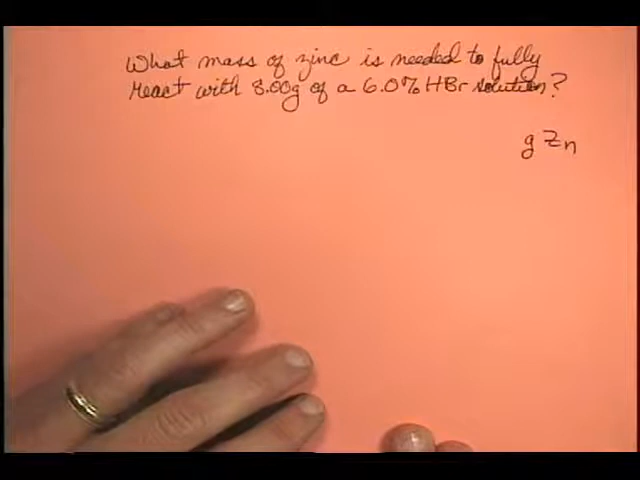 What mass of zinc is needed to fully
react with 8.00g of a 6.0% HBr solution?
g Zn